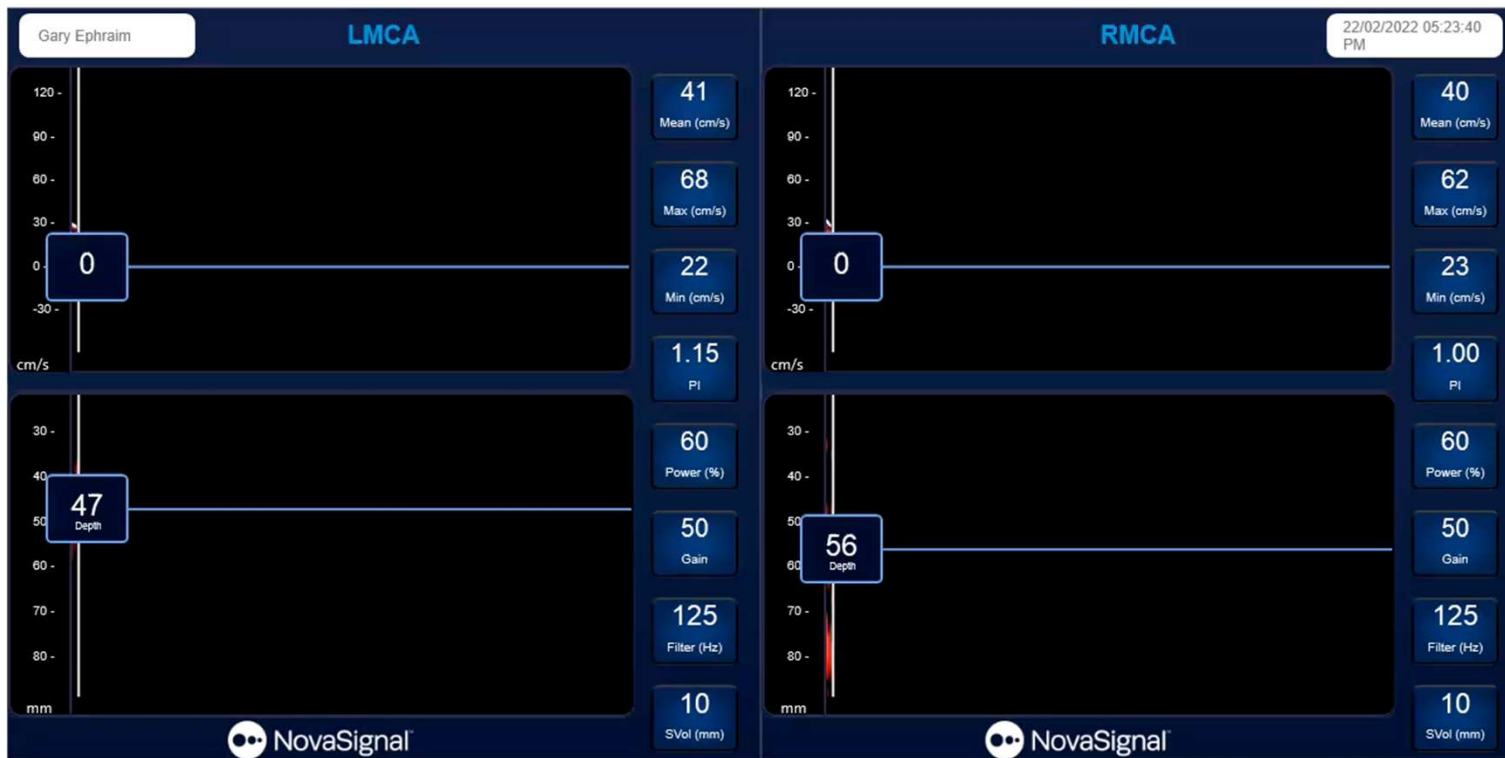 Gary Ephraim
LMCA
120 -
90 -
60 -
30 -
0 -
-30 -
cm/s
0
41
Mean (cm/s)
68
Max (cm/s)
22
Min (cm/s)
1.15
PI
30 -
40
50
60 -
70 -
80 -
mm
47
Depth
60
Power (%)
50
Gain
125
Filter (Hz)
10
SVol (mm)
NovaSignal
RMCA
22/02/2022 05:23:40
PM
120 -
90 -
60 -
30 -
0 -
-30 -
cm/s
0
40
Mean (cm/s)
62
Max (cm/s)
23
Min (cm/s)
1.00
PI
30 -
40 -
50
60
70 -
80 -
mm
56
Depth
60
Power (%)
50
Gain
125
Filter (Hz)
10
SVol (mm)
NovaSignal